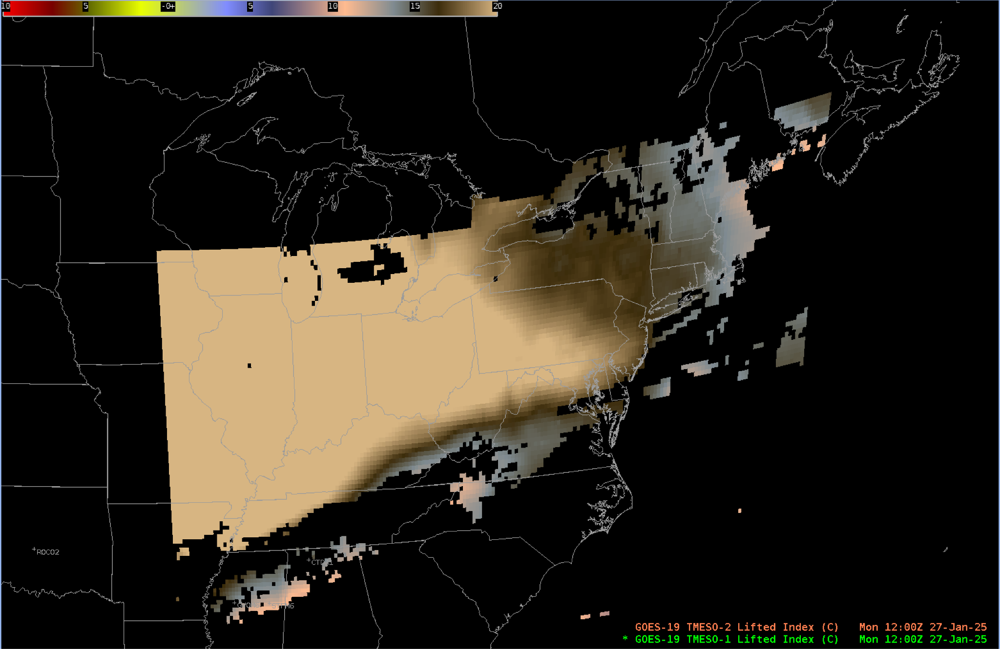 10 5 -0+ 5 10 15 20
+ROCO2
GOES-19 TMESO-2 Lifted Index (C) Mon 12:00Z 27-Jan-25
* GOES-19 TMESO-1 Lifted Index (C) Mon 12:00Z 27-Jan-25